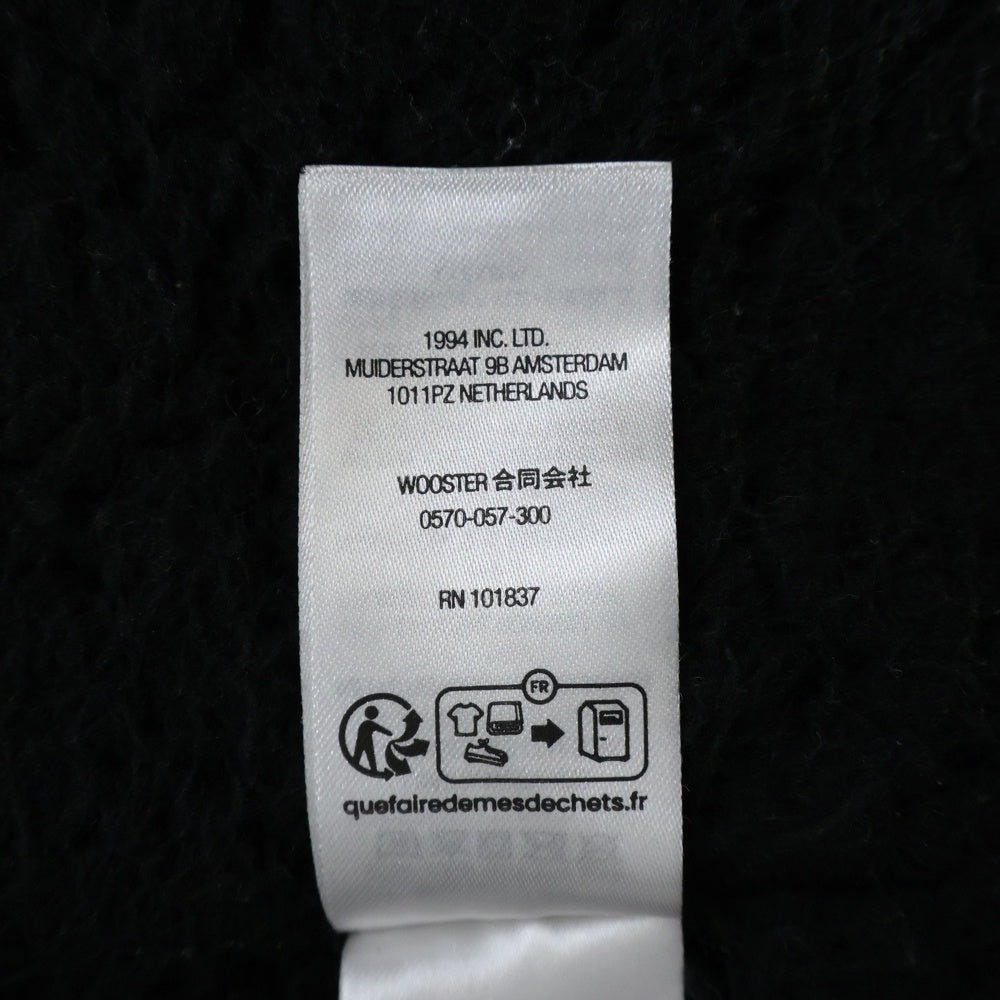 1994 INC. LTD.
MUIDERSTRAAT 9B AMSTERDAM
1011PZ NETHERLANDS
WOOSTER 合同会社
0570-057-300
RN 101837
FR
quefairedemesdechets.fr